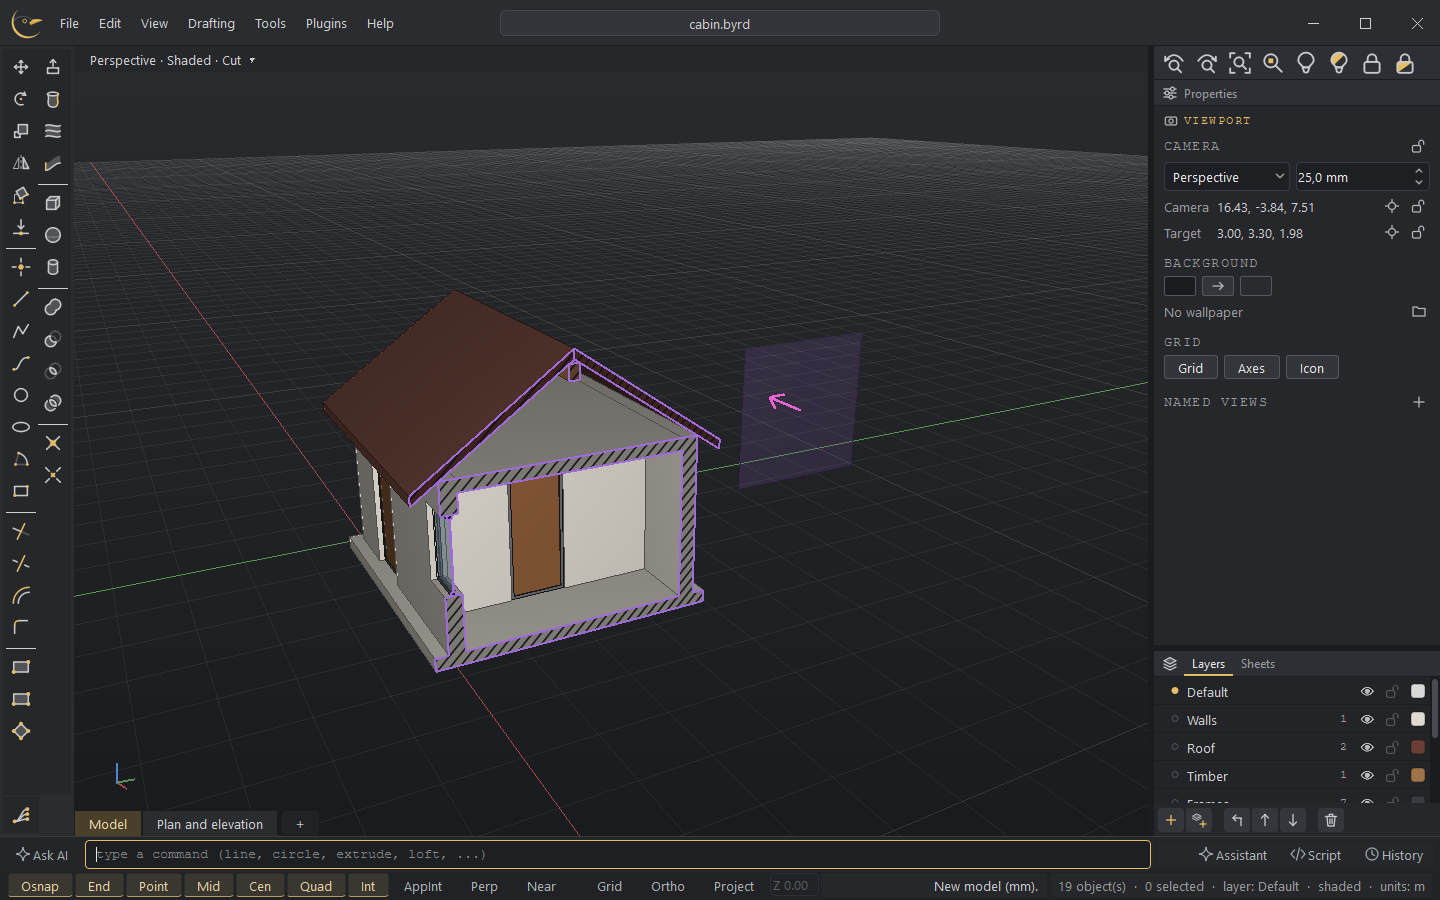 File Edit View Drafting Tools Plugins Help
cabin.byrd
Perspective · Shaded · Cut
Properties
VIEWPORT
CAMERA
Perspective 25,0 mm
Camera 16.43, -3.84, 7.51
Target 3.00, 3.30, 1.98
BACKGROUND
No wallpaper
GRID
Grid Axes Icon
NAMED VIEWS
Layers Sheets
Default
Walls 1
Roof 2
Timber 1
Frames 7
Model Plan and elevation +
Ask AI type a command (line, circle, extrude, loft, ...) Assistant Script History
Osnap End Point Mid Cen Quad Int AppInt Perp Near Grid Ortho Project Z 0.00 New model (mm). 19 object(s) · 0 selected · layer: Default · shaded · units: m